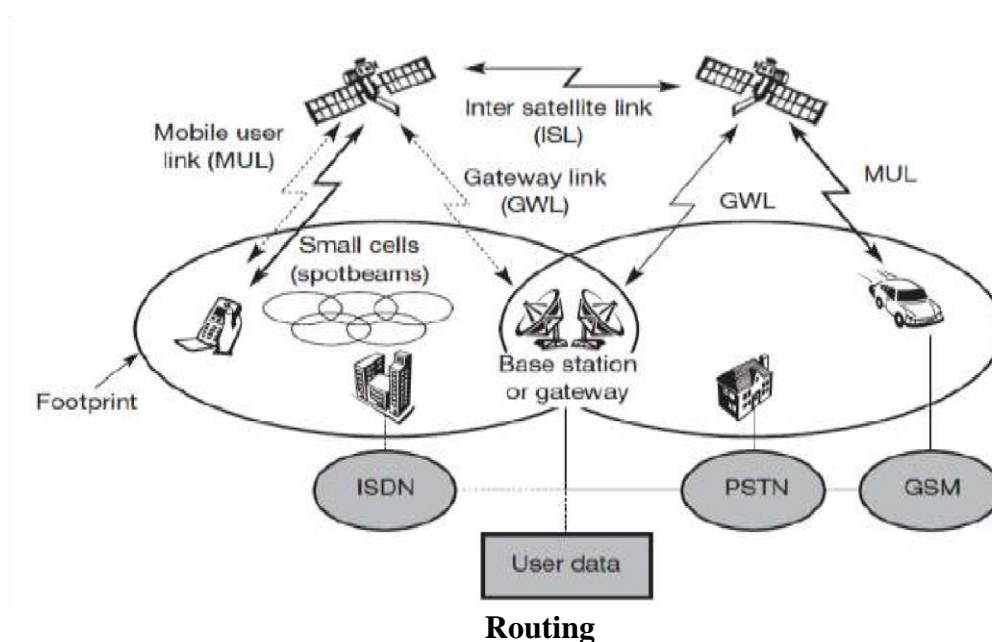 Inter satellite link
(ISL)
Mobile user
link (MUL)
Gateway link
(GWL)
MUL
GWL
Small cells
(spotbeams)
Base station
or gateway
Footprint
ISDN
PSTN
GSM
User data
Routing